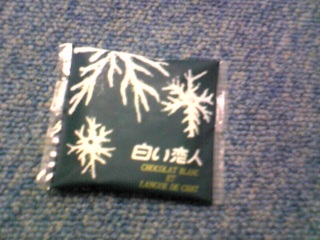 白い恋人
CHOCOLAT BLANC
ET
LANGUE DE CHAT